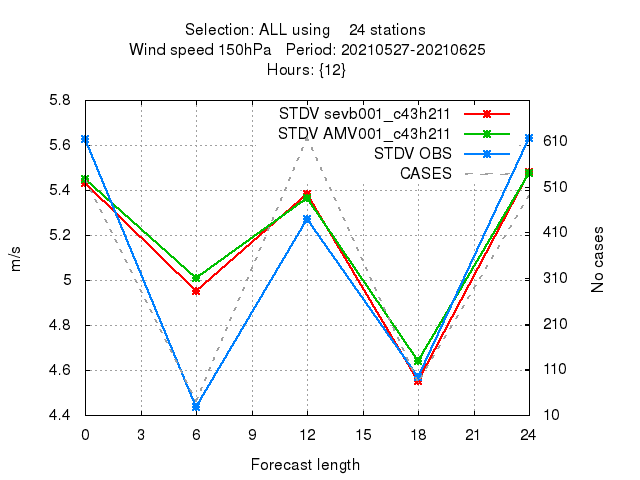 Selection: ALL using    24 stations
Wind speed 150hPa   Period: 20210527-20210625
Hours: {12}
STDV sevb001_c43h211
STDV AMV001_c43h211
STDV OBS
CASES
5.8
5.6
5.4
5.2
5
4.8
4.6
4.4
m/s
610
510
410
310
210
110
10
No cases
0 3 6 9 12 15 18 21 24
Forecast length